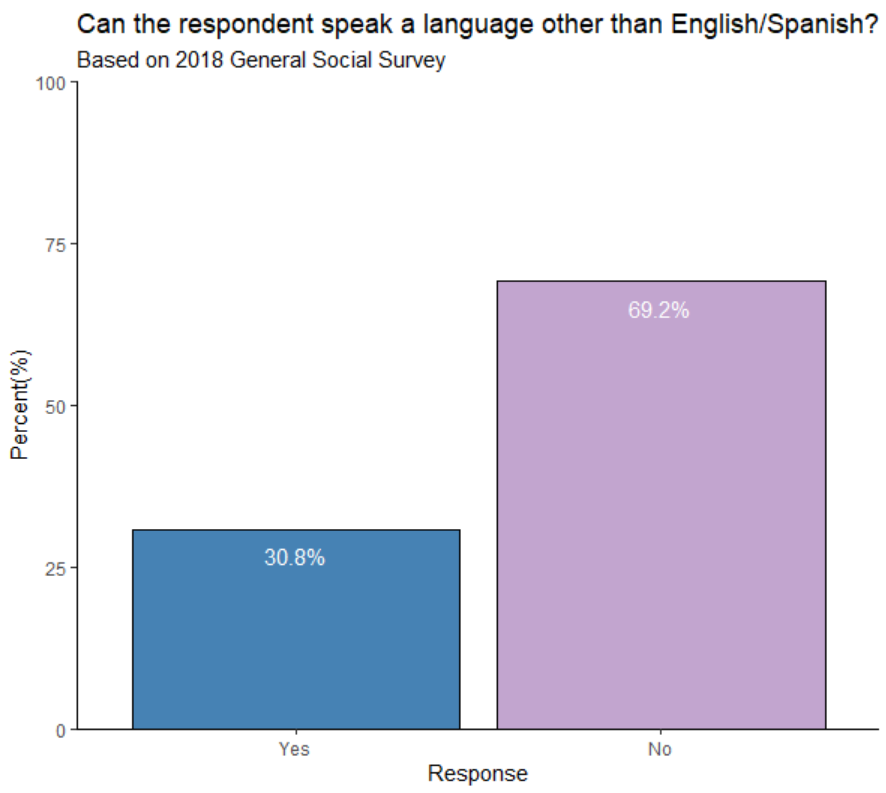 Can the respondent speak a language other than English/Spanish?
Based on 2018 General Social Survey
100
75
50
25
0
Percent(%)
30.8%
69.2%
Yes
No
Response